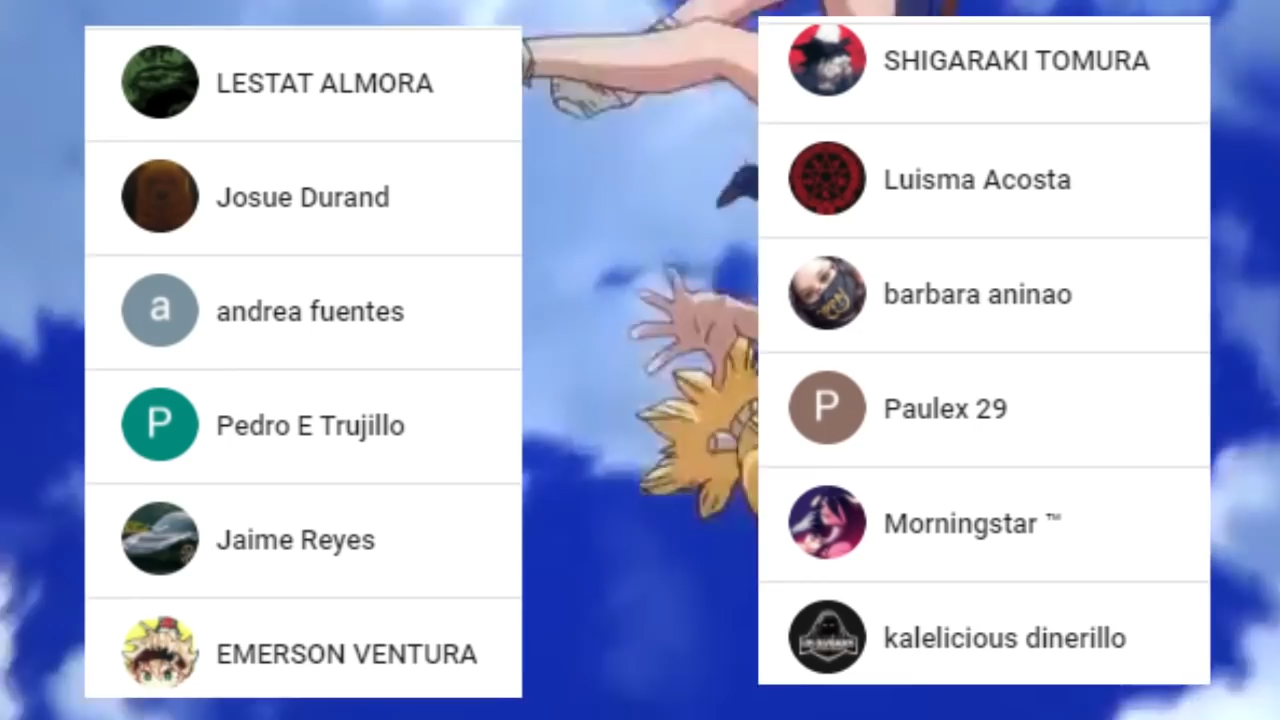 LESTAT ALMORA
Josue Durand
a
andrea fuentes
P
Pedro E Trujillo
Jaime Reyes
EMERSON VENTURA
SHIGARAKI TOMURA
Luisma Acosta
barbara aninao
P
Paulex 29
Morningstar ™
kalelicious dinerillo